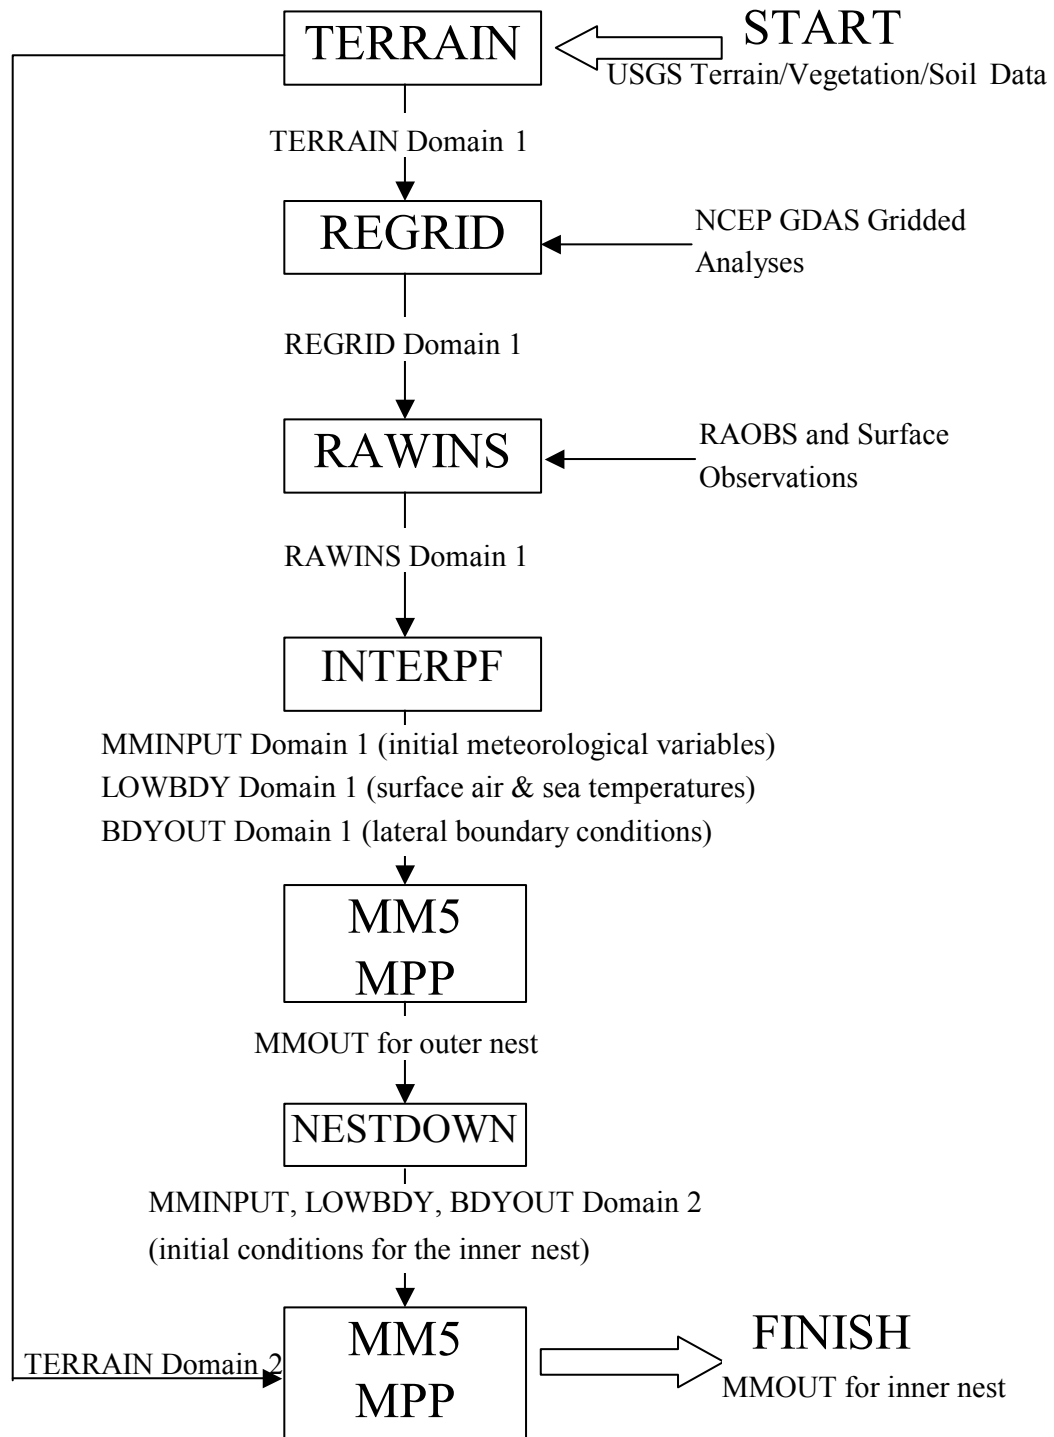 TERRAIN
START
USGS Terrain/Vegetation/Soil Data
TERRAIN Domain 1
REGRID
NCEP GDAS Gridded
Analyses
REGRID Domain 1
RAWINS
RAOBS and Surface
Observations
RAWINS Domain 1
INTERPF
MMINPUT Domain 1 (initial meteorological variables)
LOWBDY Domain 1 (surface air & sea temperatures)
BDYOUT Domain 1 (lateral boundary conditions)
MM5
MPP
MMOUT for outer nest
NESTDOWN
MMINPUT, LOWBDY, BDYOUT Domain 2
(initial conditions for the inner nest)
TERRAIN Domain 2
MM5
MPP
FINISH
MMOUT for inner nest